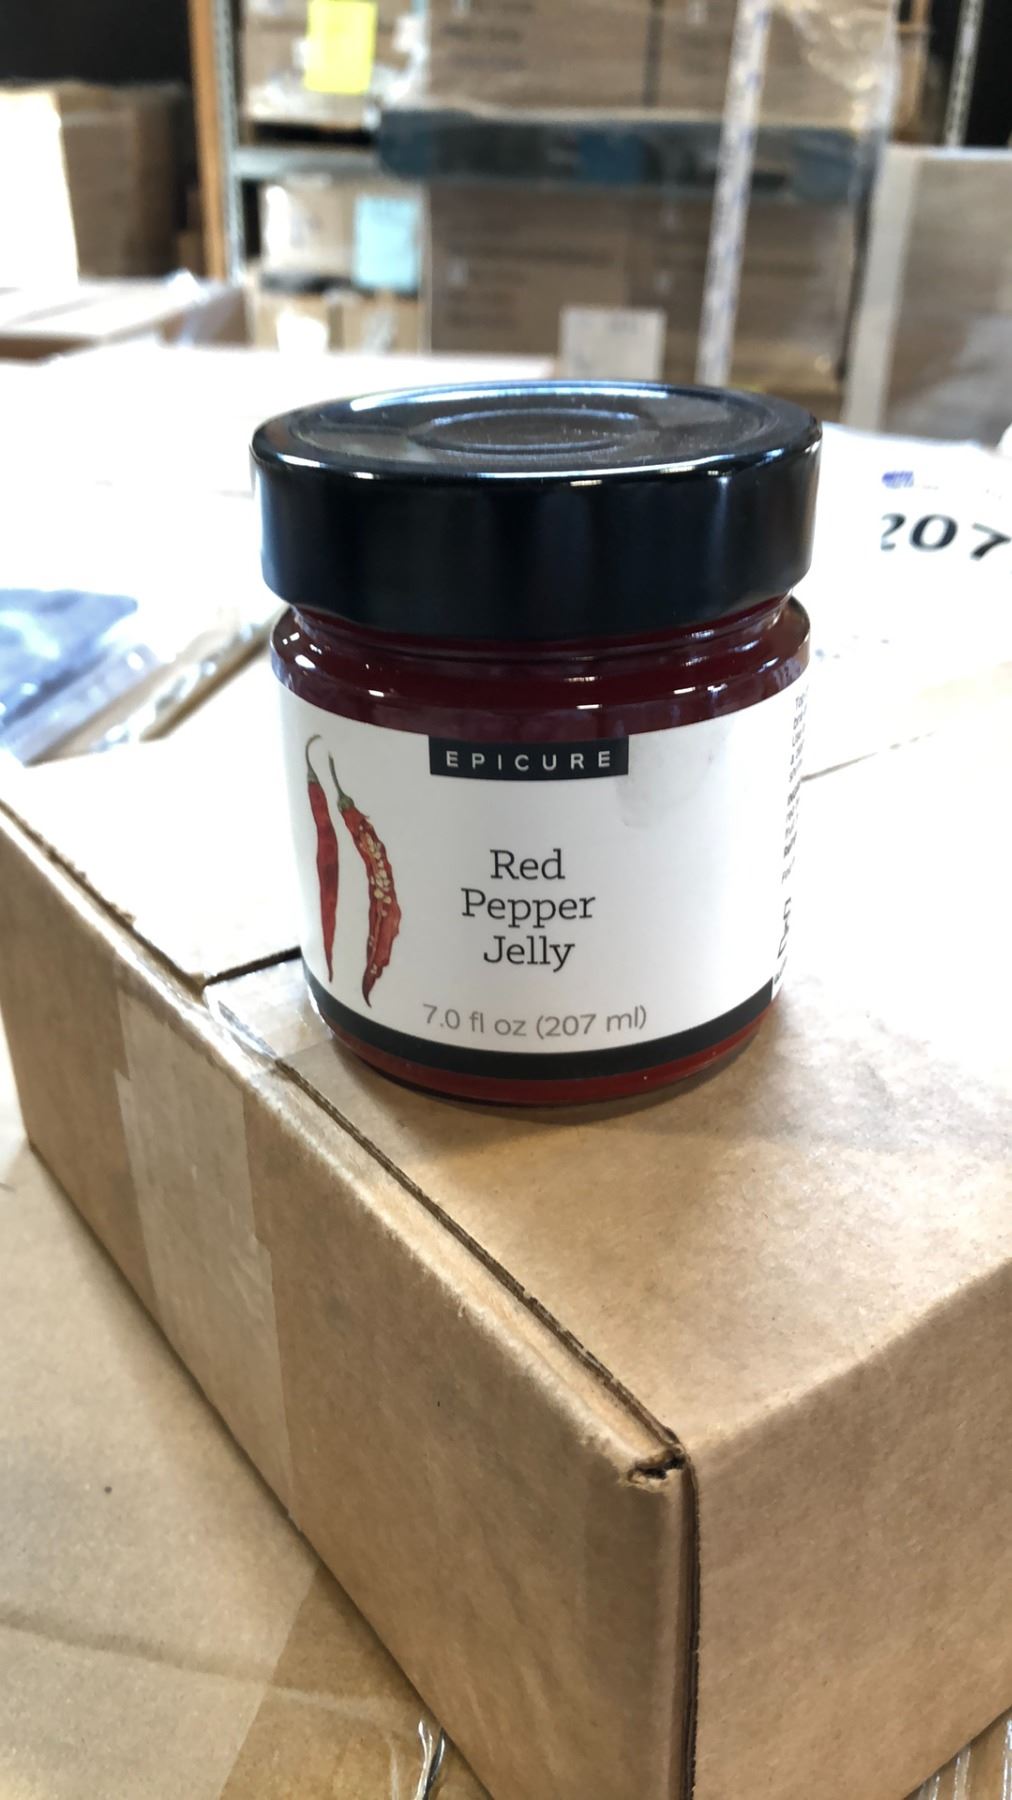 207
EPICURE
Red
Pepper
Jelly
7.0 fl oz (207 ml)